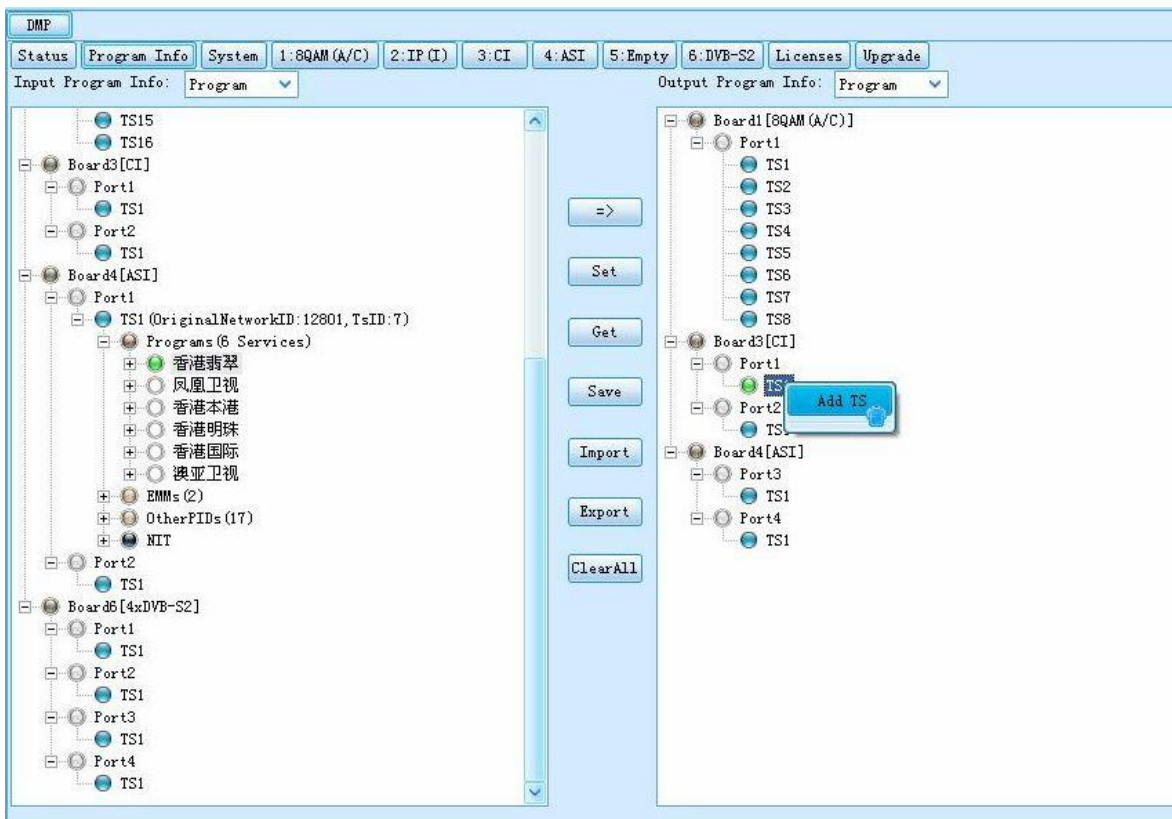 DMP
Status Program Info System 1:8QAM(A/C) 2:IP(I) 3:CI 4:ASI 5:Empty 6:DVB-S2 Licenses Upgrade
Input Program Info: Program
Output Program Info: Program
TS15
TS16
Board3[CI]
Port1
TS1
Port2
TS1
Board4[ASI]
Port1
TS1(OriginalNetworkID:12801,TsID:7)
Programs(6 Services)
香港翡翠
凤凰卫视
香港本港
香港明珠
香港国际
澳亚卫视
EMMs(2)
OtherPIDs(17)
NIT
Port2
TS1
Board6[4xDVB-S2]
Port1
TS1
Port2
TS1
Port3
TS1
Port4
TS1
=>
Set
Get
Save
Import
Export
ClearAll
Board1[8QAM(A/C)]
Port1
TS1
TS2
TS3
TS4
TS5
TS6
TS7
TS8
Board3[CI]
Port1
Add TS
Port2
Board4[ASI]
Port3
TS1
Port4
TS1